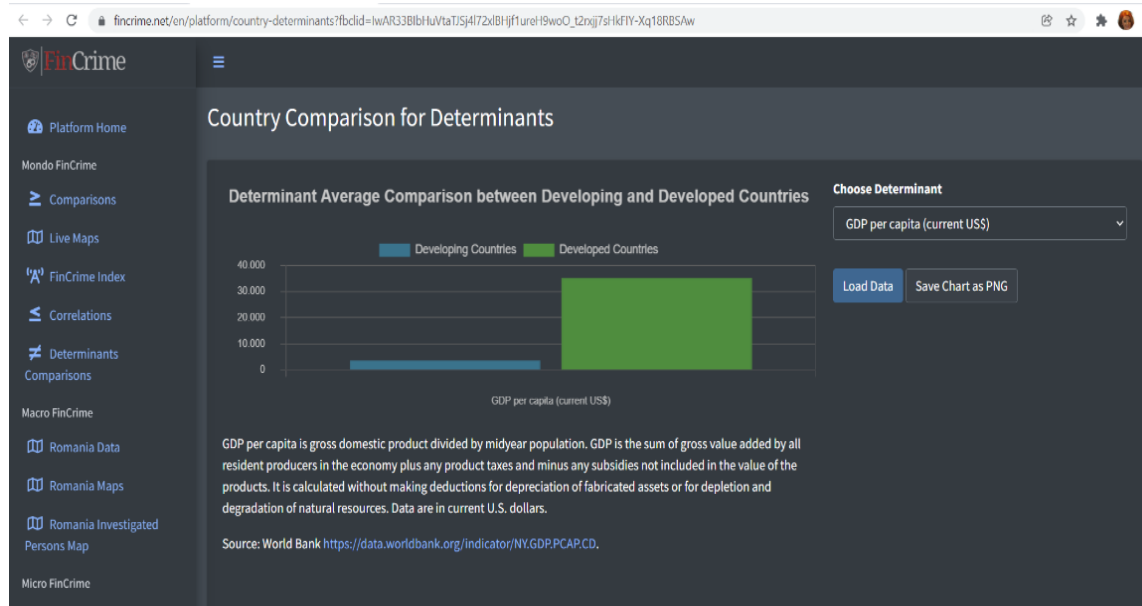 fincrime.net/en/platform/country-determinants?fbclid=IwAR33BIbHuVtaTJSj4l72xlBHjf1ureH9woO_t2nxjj7sHkFIY-Xq18RBSAw
FinCrime
Country Comparison for Determinants
Platform Home
Mondo FinCrime
Comparisons
Live Maps
FinCrime Index
Correlations
Determinants
Comparisons
Macro FinCrime
Romania Data
Romania Maps
Romania Investigated
Persons Map
Micro FinCrime
Determinant Average Comparison between Developing and Developed Countries
Developing Countries Developed Countries
40.000
30.000
20.000
10.000
0
GDP per capita (current US$)
GDP per capita is gross domestic product divided by midyear population. GDP is the sum of gross value added by all
resident producers in the economy plus any product taxes and minus any subsidies not included in the value of the
products. It is calculated without making deductions for depreciation of fabricated assets or for depletion and
degradation of natural resources. Data are in current U.S. dollars.
Source: World Bank https://data.worldbank.org/indicator/NY.GDP.PCAP.CD.
Choose Determinant
GDP per capita (current US$)
Load Data Save Chart as PNG